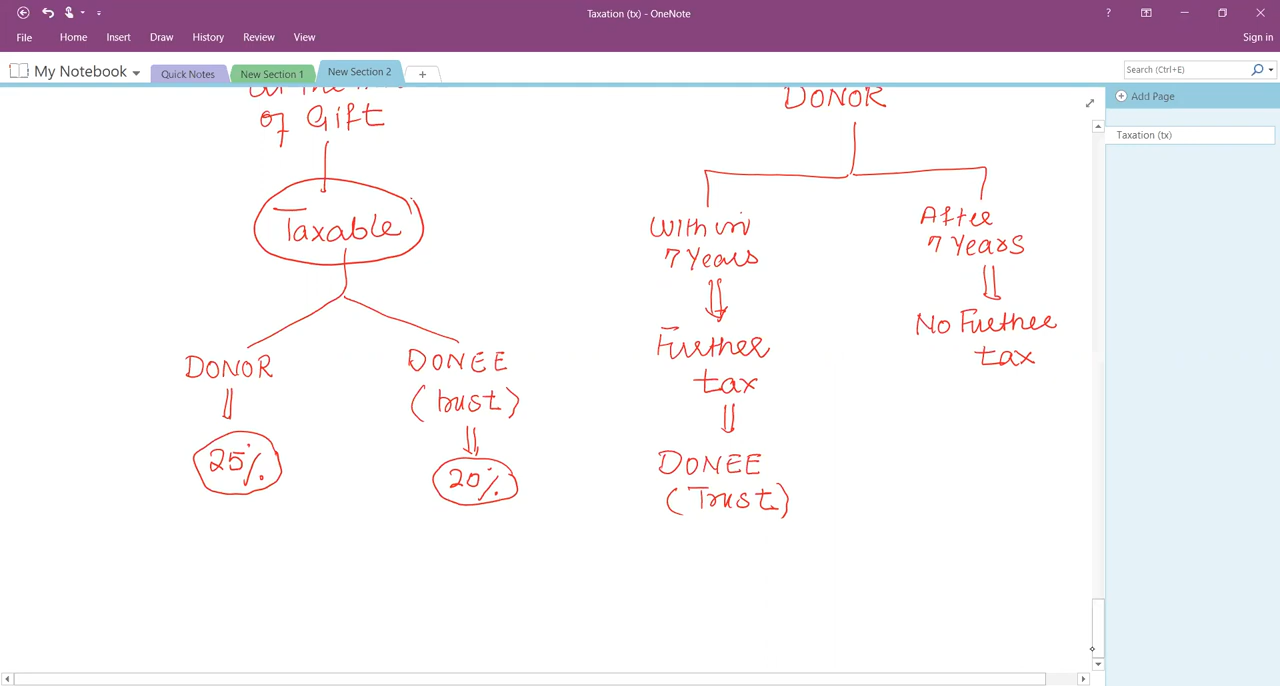 Taxation (tx) - OneNote
?
File Home Insert Draw History Review View
Sign in
My Notebook
Quick Notes
New Section 1
New Section 2
+
Search (Ctrl+E)
Add Page
Taxation (tx)
of Gift
Taxable
DONOR
25%
DONEE
(trust)
20%
DONOR
Within
7 Years
Further
tax
DONEE
(Trust)
After
7 Years
No Further
tax